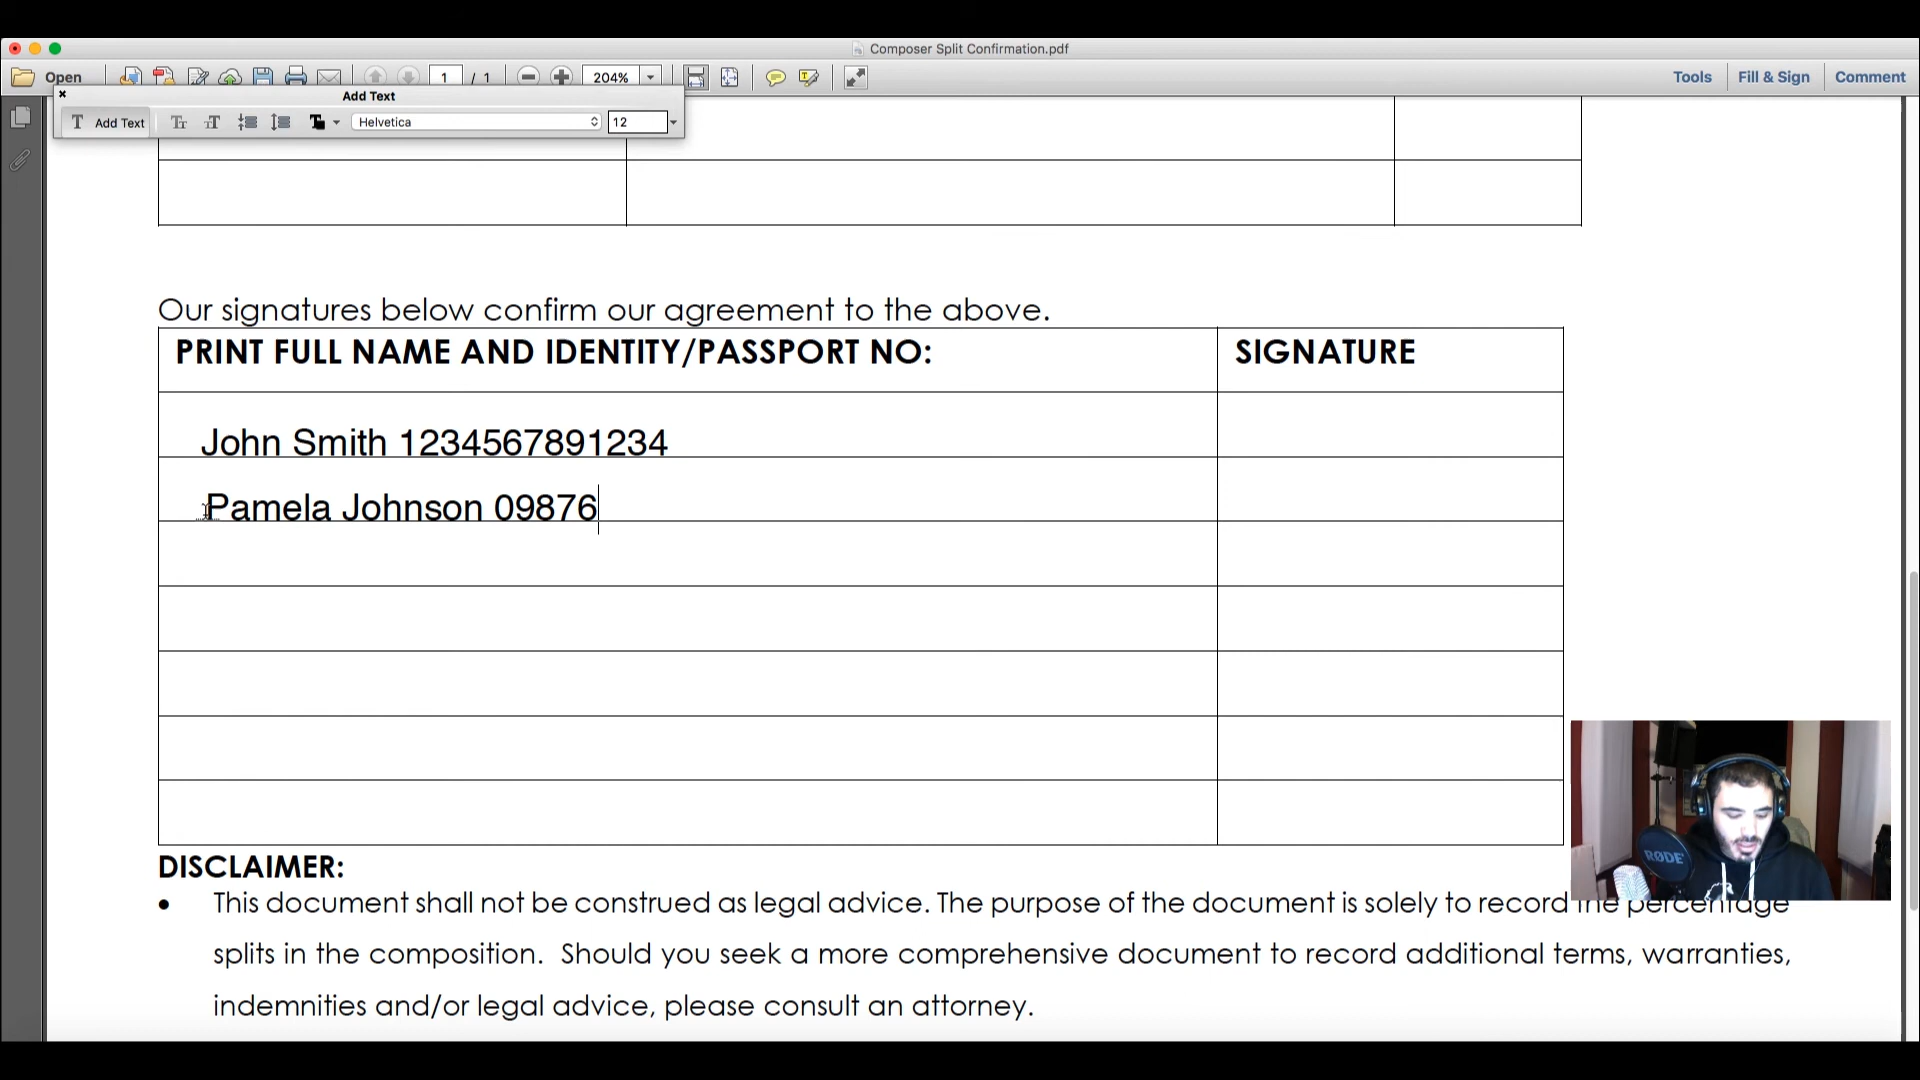 Composer Split Confirmation.pdf
Open 1 / 1 204% Tools Fill & Sign Comment
Add Text
T Add Text Helvetica 12
Our signatures below confirm our agreement to the above.
PRINT FULL NAME AND IDENTITY/PASSPORT NO: SIGNATURE
John Smith 1234567891234
Pamela Johnson 09876
DISCLAIMER:
• This document shall not be construed as legal advice. The purpose of the document is solely to record the percentage
splits in the composition. Should you seek a more comprehensive document to record additional terms, warranties,
indemnities and/or legal advice, please consult an attorney.
RØDE